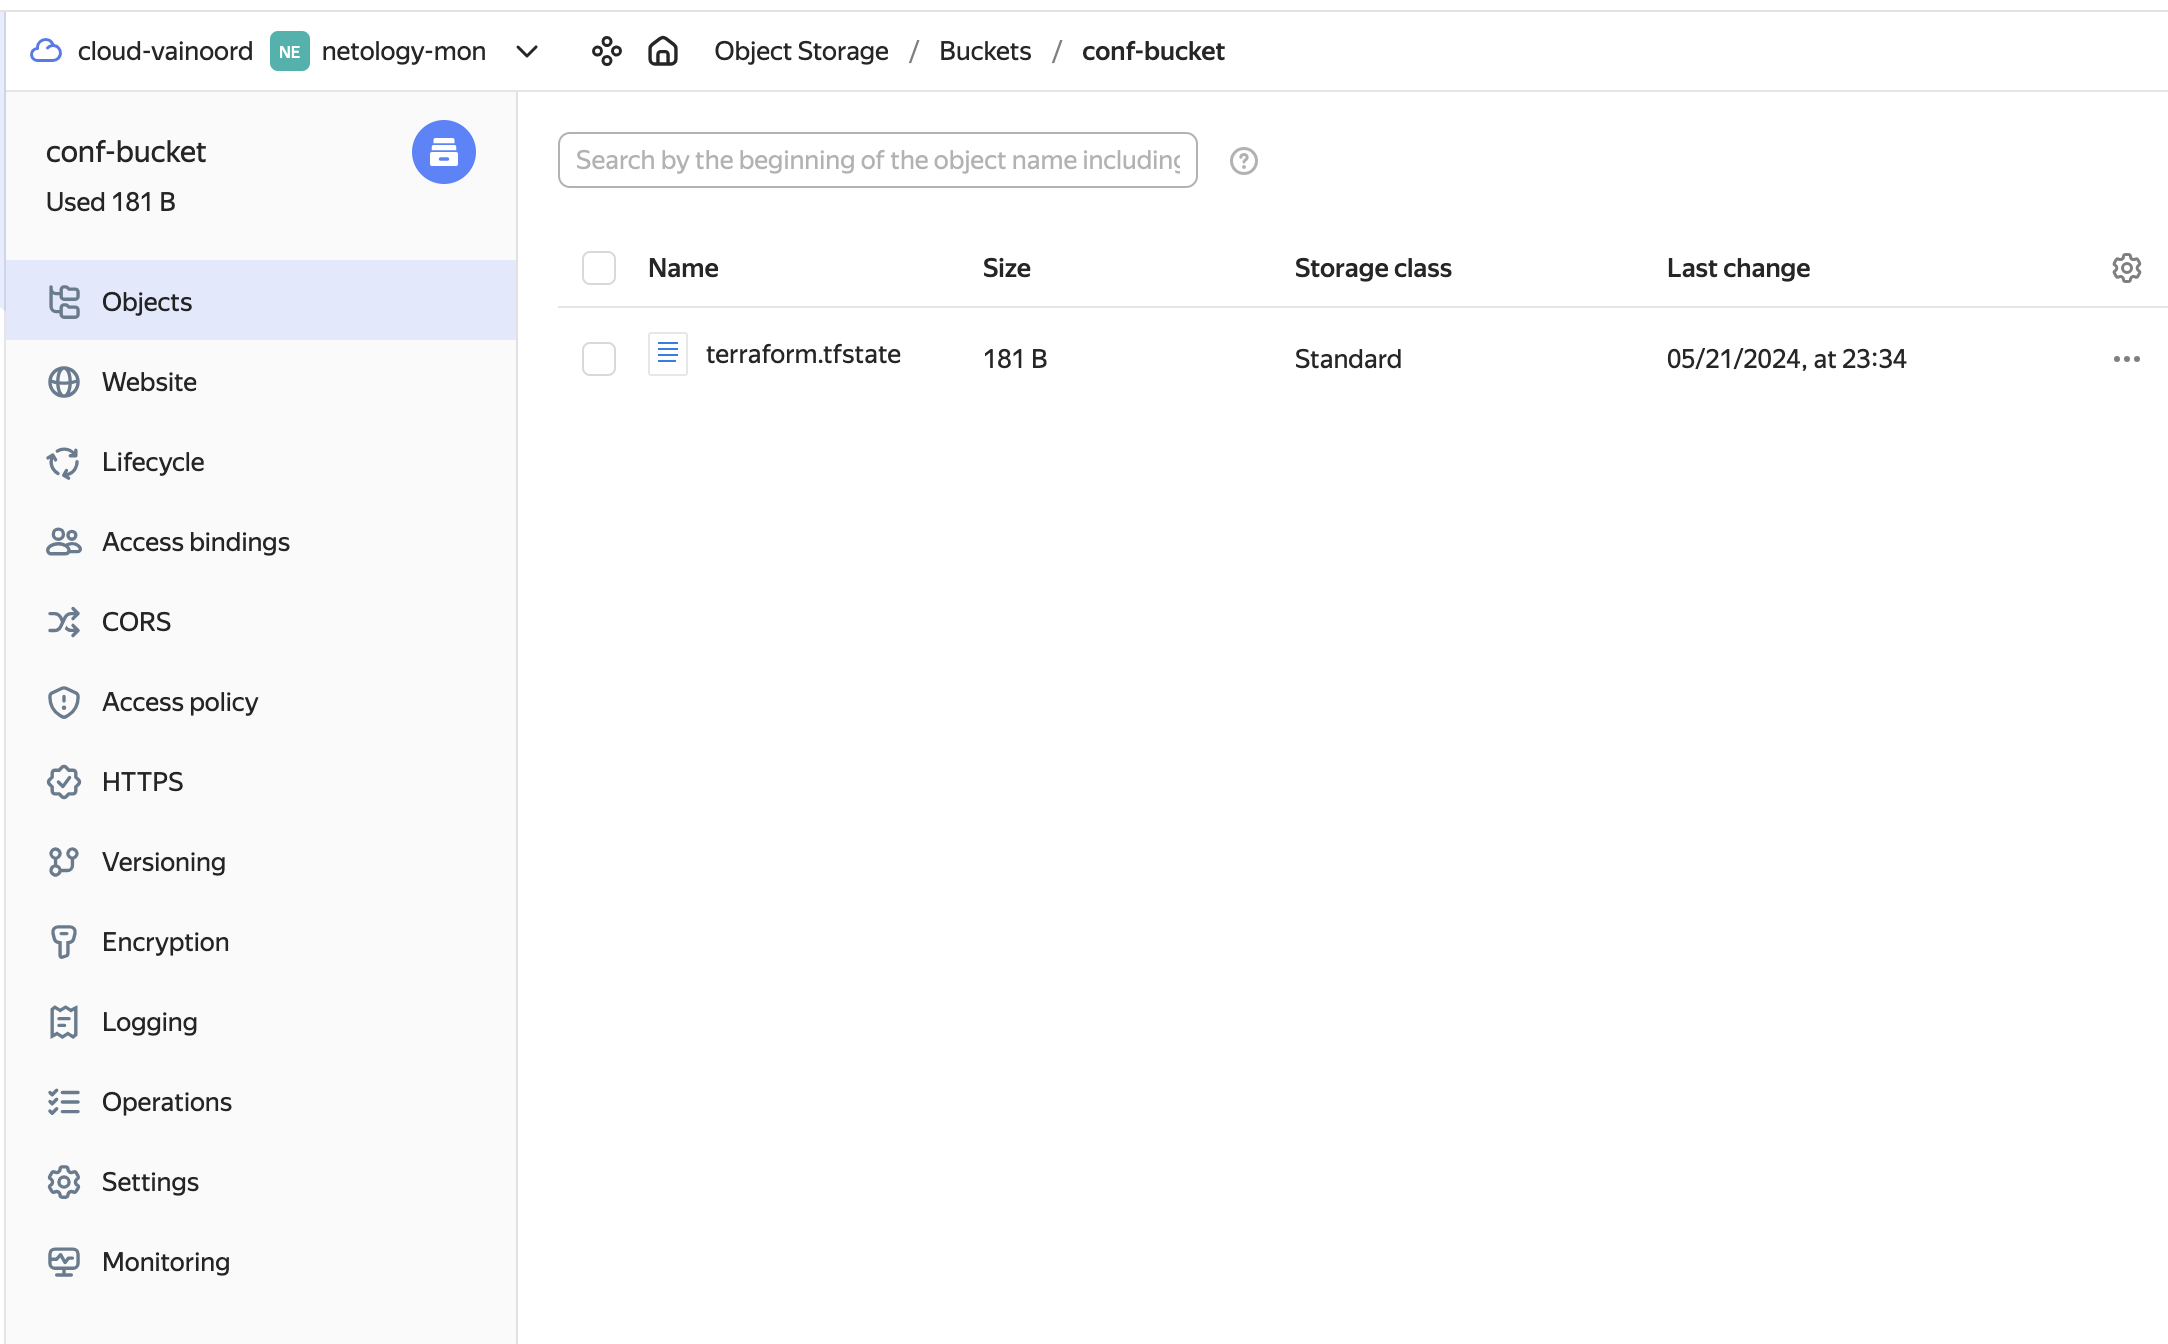 cloud-vainoord NE netology-mon Object Storage / Buckets / conf-bucket
conf-bucket
Used 181 B
Objects
Website
Lifecycle
Access bindings
CORS
Access policy
HTTPS
Versioning
Encryption
Logging
Operations
Settings
Monitoring
Search by the beginning of the object name including
Name Size Storage class Last change
terraform.tfstate 181 B Standard 05/21/2024, at 23:34